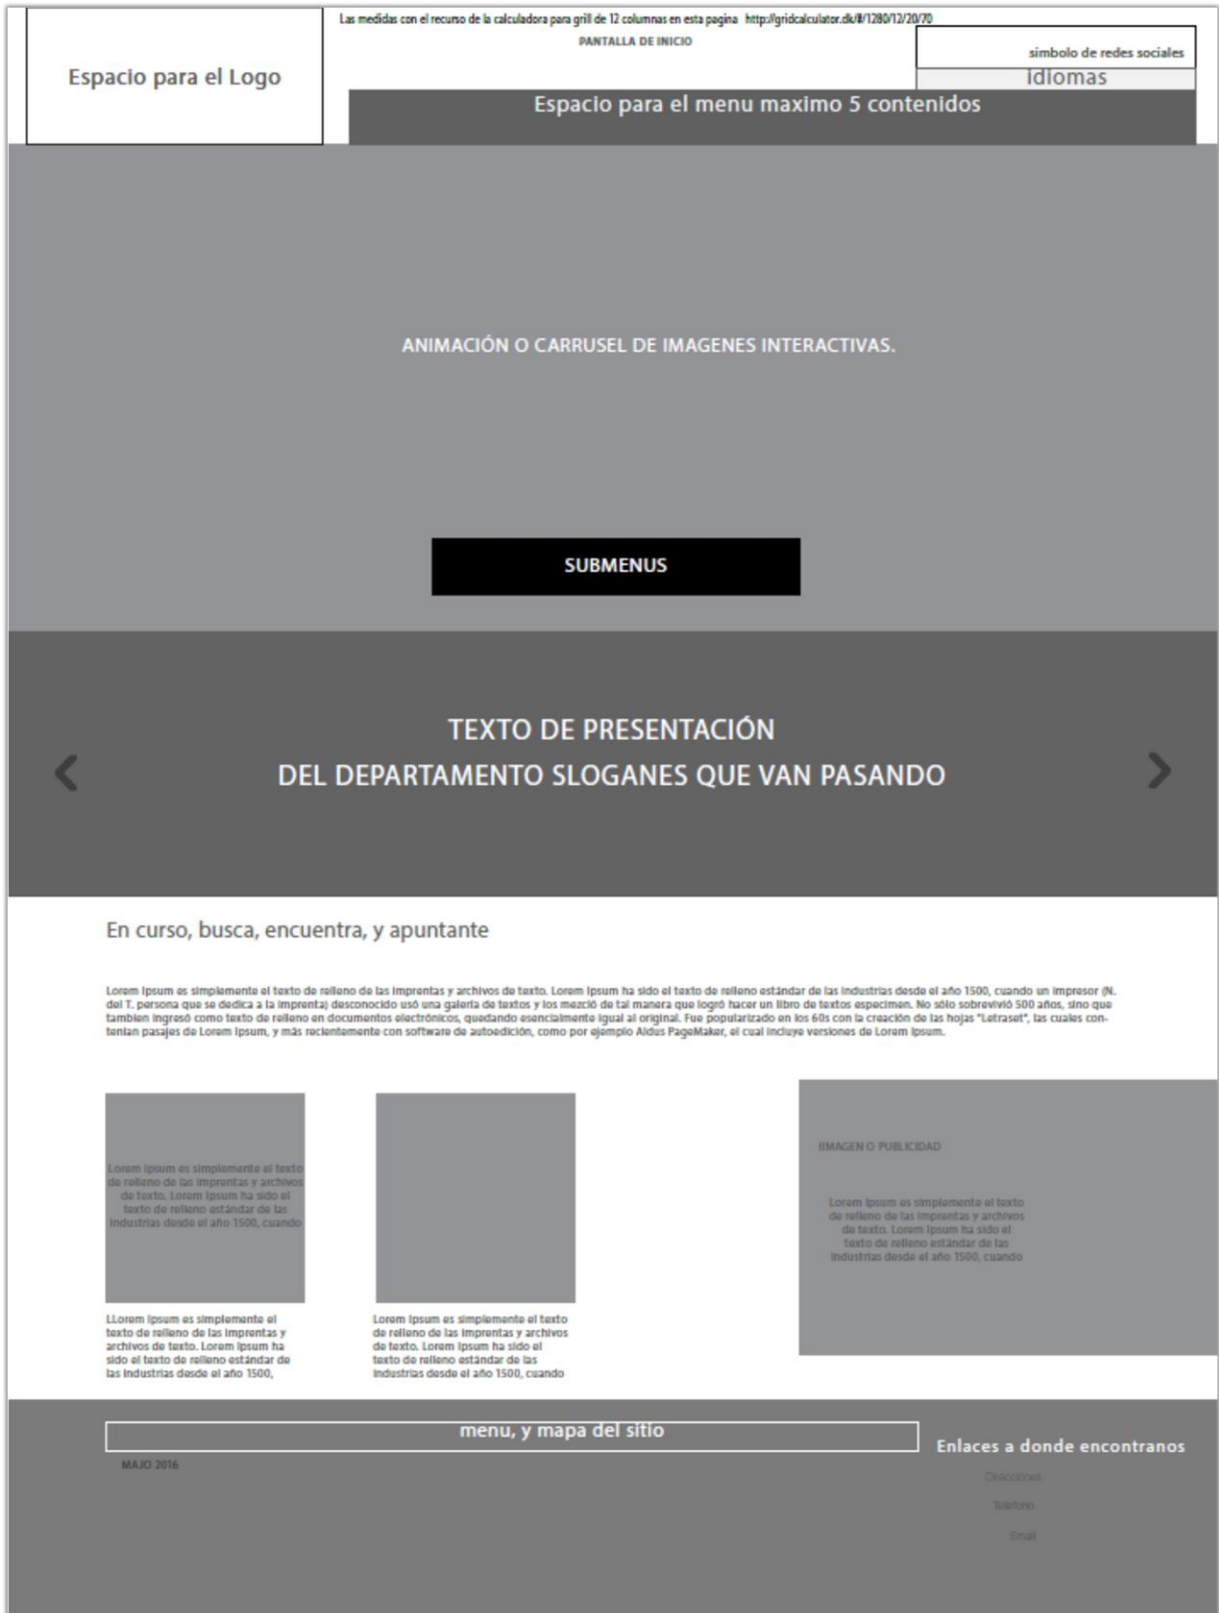 Las medidas con el recurso de la calculadora para grill de 12 columnas en esta pagina http://gridcalculator.dk/#/1280/12/20/70
PANTALLA DE INICIO
simbolo de redes sociales
Espacio para el Logo
idiomas
Espacio para el menu maximo 5 contenidos
ANIMACIÓN O CARRUSEL DE IMAGENES INTERACTIVAS.
SUBMENUS
TEXTO DE PRESENTACIÓN
DEL DEPARTAMENTO SLOGANES QUE VAN PASANDO
En curso, busca, encuentra, y apuntante
Lorem Ipsum es simplemente el texto de relleno de las imprentas y archivos de texto. Lorem Ipsum ha sido el texto de relleno estándar de las industrias desde el año 1500, cuando un impresor (N.
del T. persona que se dedica a la imprenta) desconocido usó una galería de textos y los mezcló de tal manera que logró hacer un libro de textos especimen. No sólo sobrevivió 500 años, sino que
tambien ingresó como texto de relleno en documentos electrónicos, quedando esencialmente igual al original. Fue popularizado en los 60s con la creación de las hojas "Letraset", las cuales con-
tenian pasajes de Lorem Ipsum, y más recientemente con software de autoedición, como por ejemplo Aldus PageMaker, el cual incluye versiones de Lorem Ipsum.
Lorem Ipsum es simplemente el texto
de relleno de las imprentas y archivos
de texto. Lorem Ipsum ha sido el
texto de relleno estándar de las
industrias desde el año 1500, cuando
LLorem Ipsum es simplemente el
texto de relleno de las imprentas y
archivos de texto. Lorem Ipsum ha
sido el texto de relleno estándar de
las industrias desde el año 1500,
Lorem Ipsum es simplemente el texto
de relleno de las imprentas y archivos
de texto. Lorem Ipsum ha sido el
texto de relleno estándar de las
industrias desde el año 1500, cuando
IIMAGEN O PUBLICIDAD
Lorem Ipsum es simplemente el texto
de relleno de las imprentas y archivos
de texto. Lorem Ipsum ha sido el
texto de relleno estándar de las
industrias desde el año 1500, cuando
menu, y mapa del sitio
MAJO 2016
Enlaces a donde encontranos
Direcciones
Telefono
Email